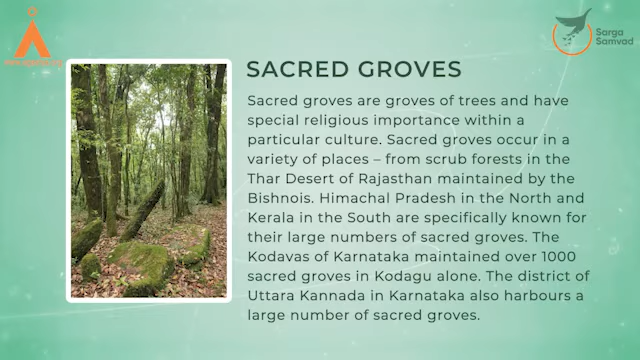 Sarga
Samvad
SACRED GROVES
Sacred groves are groves of trees and have
special religious importance within a
particular culture. Sacred groves occur in a
variety of places – from scrub forests in the
Thar Desert of Rajasthan maintained by the
Bishnois. Himachal Pradesh in the North and
Kerala in the South are specifically known for
their large numbers of sacred groves. The
Kodavas of Karnataka maintained over 1000
sacred groves in Kodagu alone. The district of
Uttara Kannada in Karnataka also harbours a
large number of sacred groves.